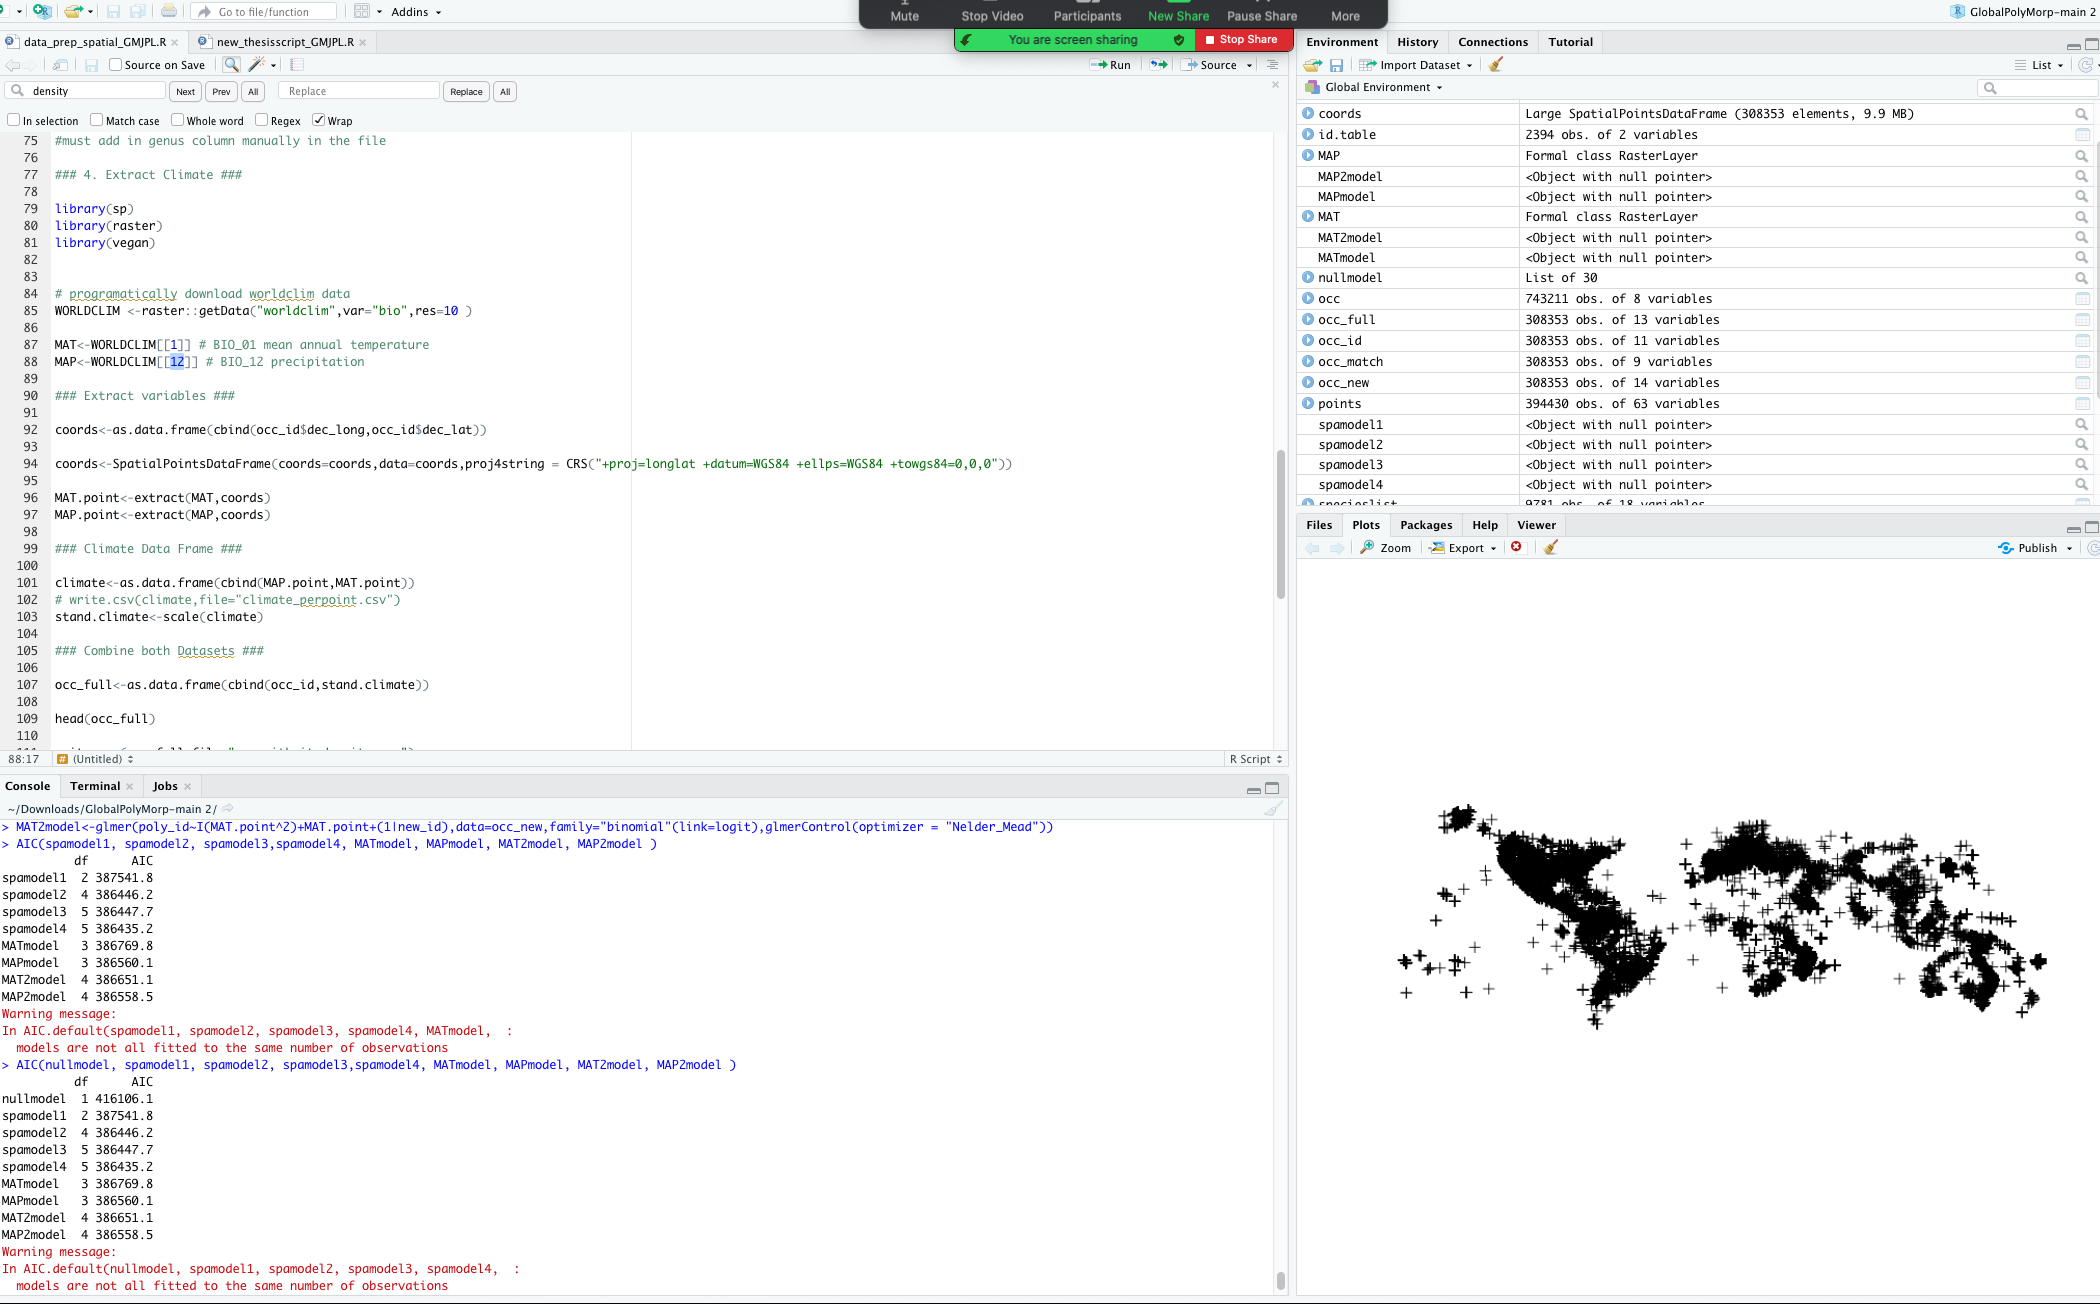 Go to file/function
Addins
Mute
Stop Video
Participants
New Share
Pause Share
More
You are screen sharing
Stop Share
GlobalPolyMorp-main 2
data_prep_spatial_GMJPL.R
new_thesisscript_GMJPL.R
Source on Save
Run
Source
density
Next
Prev
All
Replace
Replace
All
In selection
Match case
Whole word
Regex
Wrap
75 #must add in genus column manually in the file
76
77 ### 4. Extract Climate ###
78
79 library(sp)
80 library(raster)
81 library(vegan)
82
83
84 # programatically download worldclim data
85 WORLDCLIM <-raster::getData("worldclim",var="bio",res=10 )
86
87 MAT<-WORLDCLIM[[1]] # BIO_01 mean annual temperature
88 MAP<-WORLDCLIM[[12]] # BIO_12 precipitation
89
90 ### Extract variables ###
91
92 coords<-as.data.frame(cbind(occ_id$dec_long,occ_id$dec_lat))
93
94 coords<-SpatialPointsDataFrame(coords=coords,data=coords,proj4string = CRS("+proj=longlat +datum=WGS84 +ellps=WGS84 +towgs84=0,0,0"))
95
96 MAT.point<-extract(MAT,coords)
97 MAP.point<-extract(MAP,coords)
98
99 ### Climate Data Frame ###
100
101 climate<-as.data.frame(cbind(MAP.point,MAT.point))
102 # write.csv(climate,file="climate_perpoint.csv")
103 stand.climate<-scale(climate)
104
105 ### Combine both Datasets ###
106
107 occ_full<-as.data.frame(cbind(occ_id,stand.climate))
108
109 head(occ_full)
110
88:17
(Untitled)
R Script
Console
Terminal
Jobs
~/Downloads/GlobalPolyMorp-main 2/
> MAT2model<-glmer(poly_id~I(MAT.point^2)+MAT.point+(1|new_id),data=occ_new,family="binomial"(link=logit),glmerControl(optimizer = "Nelder_Mead"))
> AIC(spamodel1, spamodel2, spamodel3,spamodel4, MATmodel, MAPmodel, MAT2model, MAP2model )
df AIC
spamodel1 2 387541.8
spamodel2 4 386446.2
spamodel3 5 386447.7
spamodel4 5 386435.2
MATmodel 3 386769.8
MAPmodel 3 386560.1
MAT2model 4 386651.1
MAP2model 4 386558.5
Warning message:
In AIC.default(spamodel1, spamodel2, spamodel3, spamodel4, MATmodel, :
models are not all fitted to the same number of observations
> AIC(nullmodel, spamodel1, spamodel2, spamodel3,spamodel4, MATmodel, MAPmodel, MAT2model, MAP2model )
df AIC
nullmodel 1 416106.1
spamodel1 2 387541.8
spamodel2 4 386446.2
spamodel3 5 386447.7
spamodel4 5 386435.2
MATmodel 3 386769.8
MAPmodel 3 386560.1
MAT2model 4 386651.1
MAP2model 4 386558.5
Warning message:
In AIC.default(nullmodel, spamodel1, spamodel2, spamodel3, spamodel4, :
models are not all fitted to the same number of observations
Environment
History
Connections
Tutorial
Import Dataset
List
Global Environment
coords Large SpatialPointsDataFrame (308353 elements, 9.9 MB)
id.table 2394 obs. of 2 variables
MAP Formal class RasterLayer
MAP2model <Object with null pointer>
MAPmodel <Object with null pointer>
MAT Formal class RasterLayer
MAT2model <Object with null pointer>
MATmodel <Object with null pointer>
nullmodel List of 30
occ 743211 obs. of 8 variables
occ_full 308353 obs. of 13 variables
occ_id 308353 obs. of 11 variables
occ_match 308353 obs. of 9 variables
occ_new 308353 obs. of 14 variables
points 394430 obs. of 63 variables
spamodel1 <Object with null pointer>
spamodel2 <Object with null pointer>
spamodel3 <Object with null pointer>
spamodel4 <Object with null pointer>
specieslist 9781 obs. of 18 variables
Files
Plots
Packages
Help
Viewer
Zoom
Export
Publish